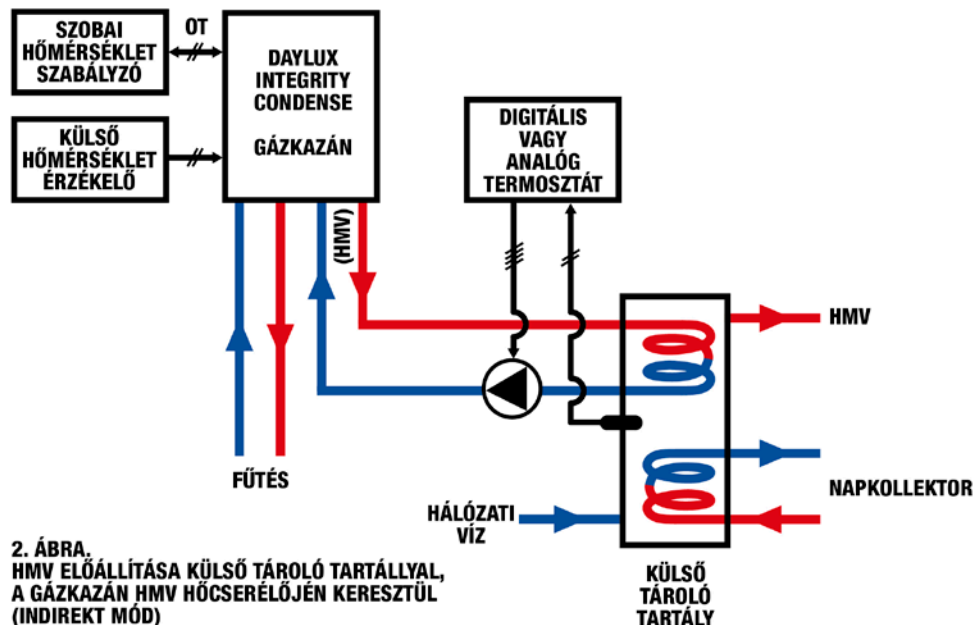 SZOBAI
HŐMÉRSÉKLET
SZABÁLYZÓ
OT
DAYLUX
INTEGRITY
CONDENSE
GÁZKAZÁN
KÜLSŐ
HŐMÉRSÉKLET
ÉRZÉKELŐ
DIGITÁLIS
VAGY
ANALÓG
TERMOSZTÁT
(HMV)
HMV
FŰTÉS
NAPKOLLEKTOR
HÁLÓZATI
VÍZ
KÜLSŐ
TÁROLÓ
TARTÁLY
2. ÁBRA.
HMV ELŐÁLLÍTÁSA KÜLSŐ TÁROLÓ TARTÁLLYAL,
A GÁZKAZÁN HMV HŐCSERÉLŐJÉN KERESZTÜL
(INDIREKT MÓD)